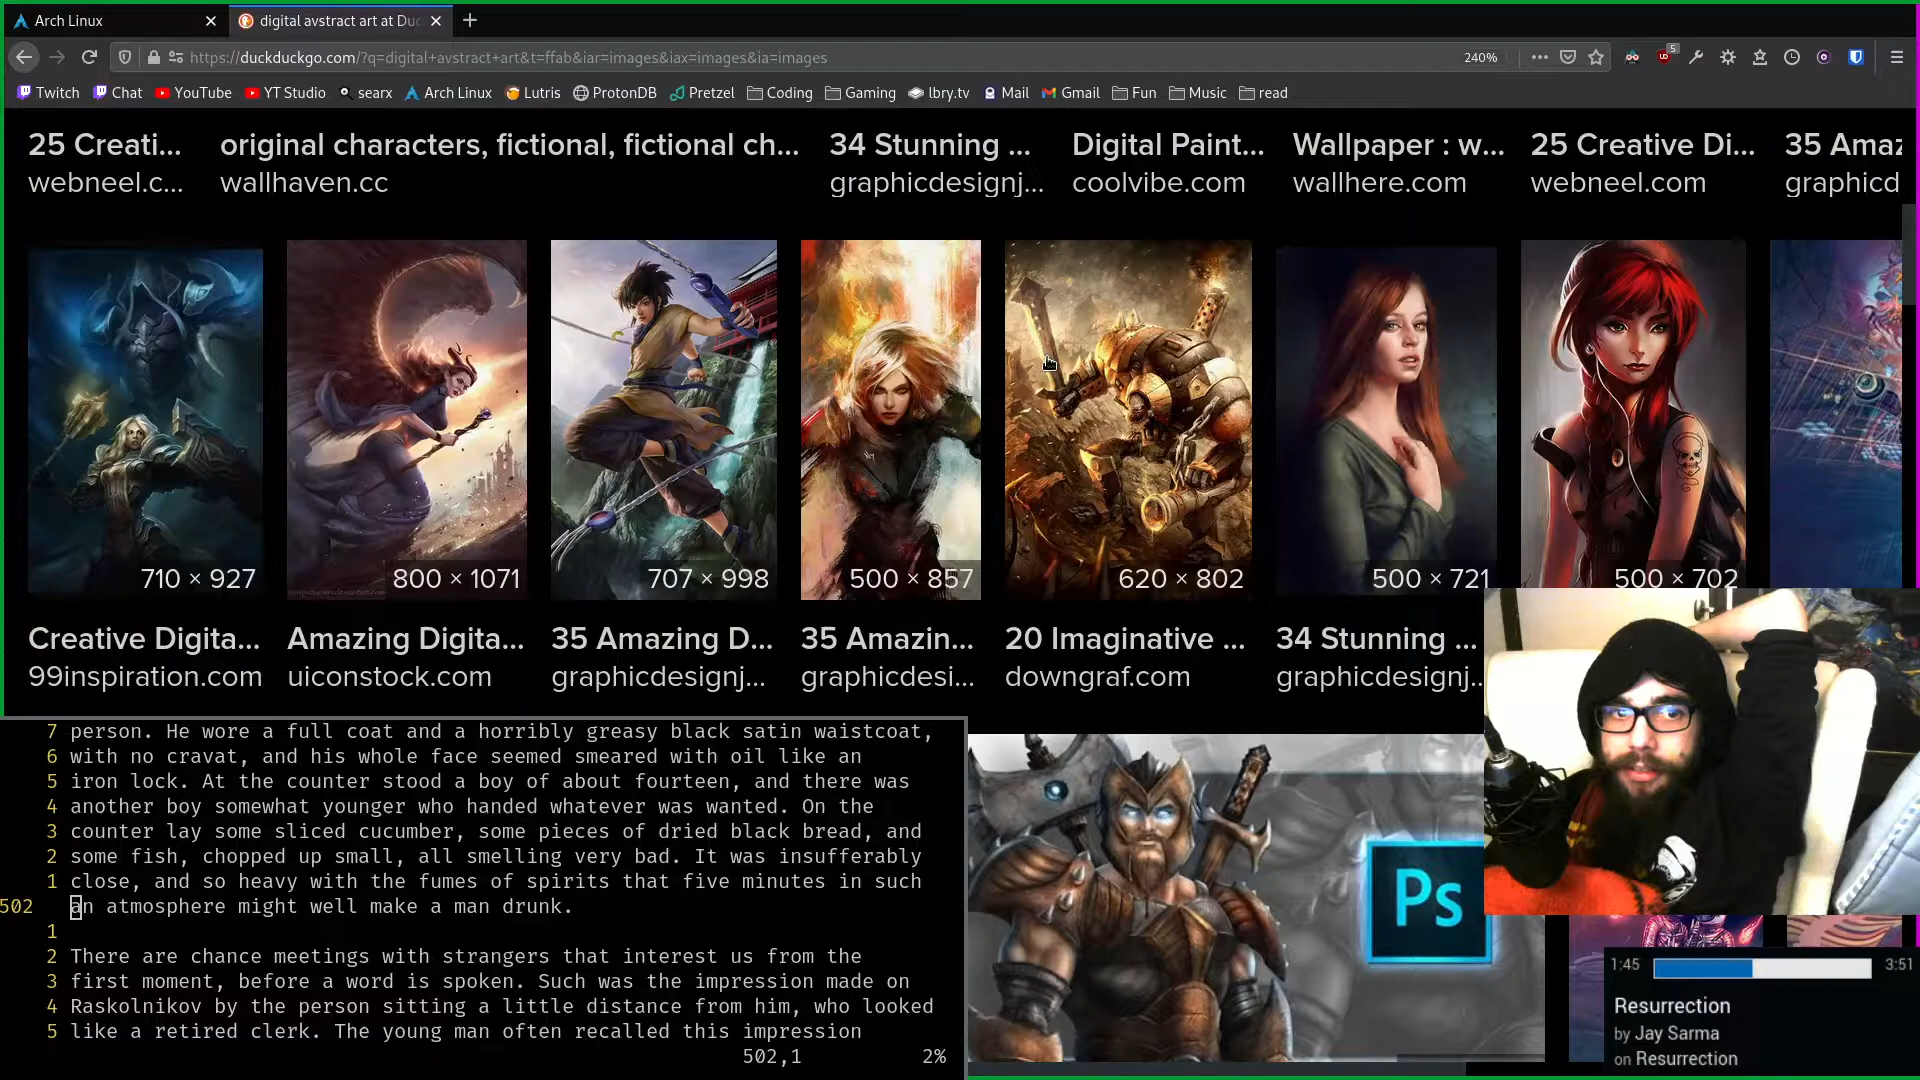 Arch Linux
digital avstract art at Duc
https://duckduckgo.com/?q=digital+avstract+art&t=ffab&iar=images&iax=images&ia=images
240%
5
Twitch
Chat
YouTube
YT Studio
searx
Arch Linux
Lutris
ProtonDB
Pretzel
Coding
Gaming
lbry.tv
Mail
Gmail
Fun
Music
read
25 Creati...
webneel.c...
original characters, fictional, fictional ch...
wallhaven.cc
34 Stunning ...
graphicdesignj...
Digital Paint...
coolvibe.com
Wallpaper : w...
wallhere.com
25 Creative Di...
webneel.com
35 Amaz
graphicd
710 × 927
800 × 1071
707 × 998
500 × 857
620 × 802
500 × 721
500 × 702
Creative Digita...
99inspiration.com
Amazing Digita...
uiconstock.com
35 Amazing D...
graphicdesignj...
35 Amazin...
graphicdesi...
20 Imaginative ...
downgraf.com
34 Stunning ...
graphicdesignj..
7 person. He wore a full coat and a horribly greasy black satin waistcoat,
6 with no cravat, and his whole face seemed smeared with oil like an
5 iron lock. At the counter stood a boy of about fourteen, and there was
4 another boy somewhat younger who handed whatever was wanted. On the
3 counter lay some sliced cucumber, some pieces of dried black bread, and
2 some fish, chopped up small, all smelling very bad. It was insufferably
1 close, and so heavy with the fumes of spirits that five minutes in such
502 an atmosphere might well make a man drunk.
1
2 There are chance meetings with strangers that interest us from the
3 first moment, before a word is spoken. Such was the impression made on
4 Raskolnikov by the person sitting a little distance from him, who looked
5 like a retired clerk. The young man often recalled this impression
502,1 2%
Ps
1:45 3:51
Resurrection
by Jay Sarma
on Resurrection